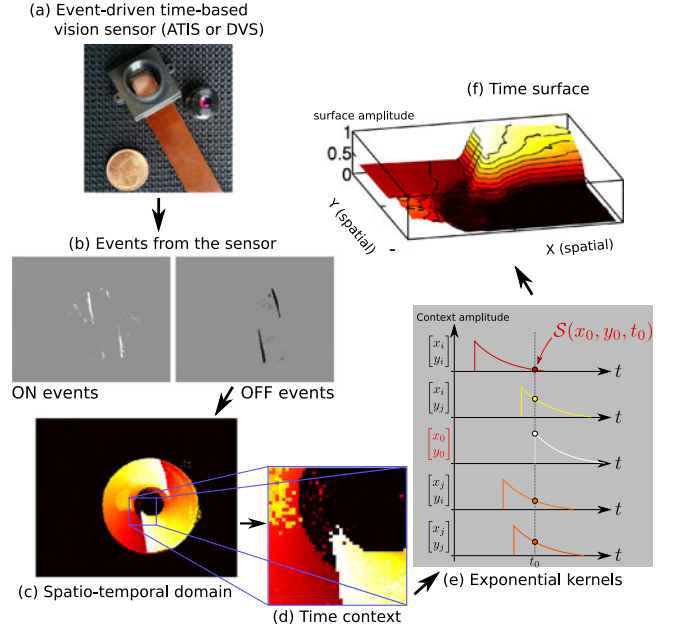 (a) Event-driven time-based
vision sensor (ATIS or DVS)
(b) Events from the sensor
ON events
OFF events
(c) Spatio-temporal domain
(d) Time context
(e) Exponential kernels
Context amplitude
S(x0, y0, t0)
[xi yi]
t
[xi yj]
t
[x0 y0]
t
[xj yi]
t
[xj yj]
t
t0
(f) Time surface
surface amplitude
1
0.5
0
Y (spatial)
X (spatial)